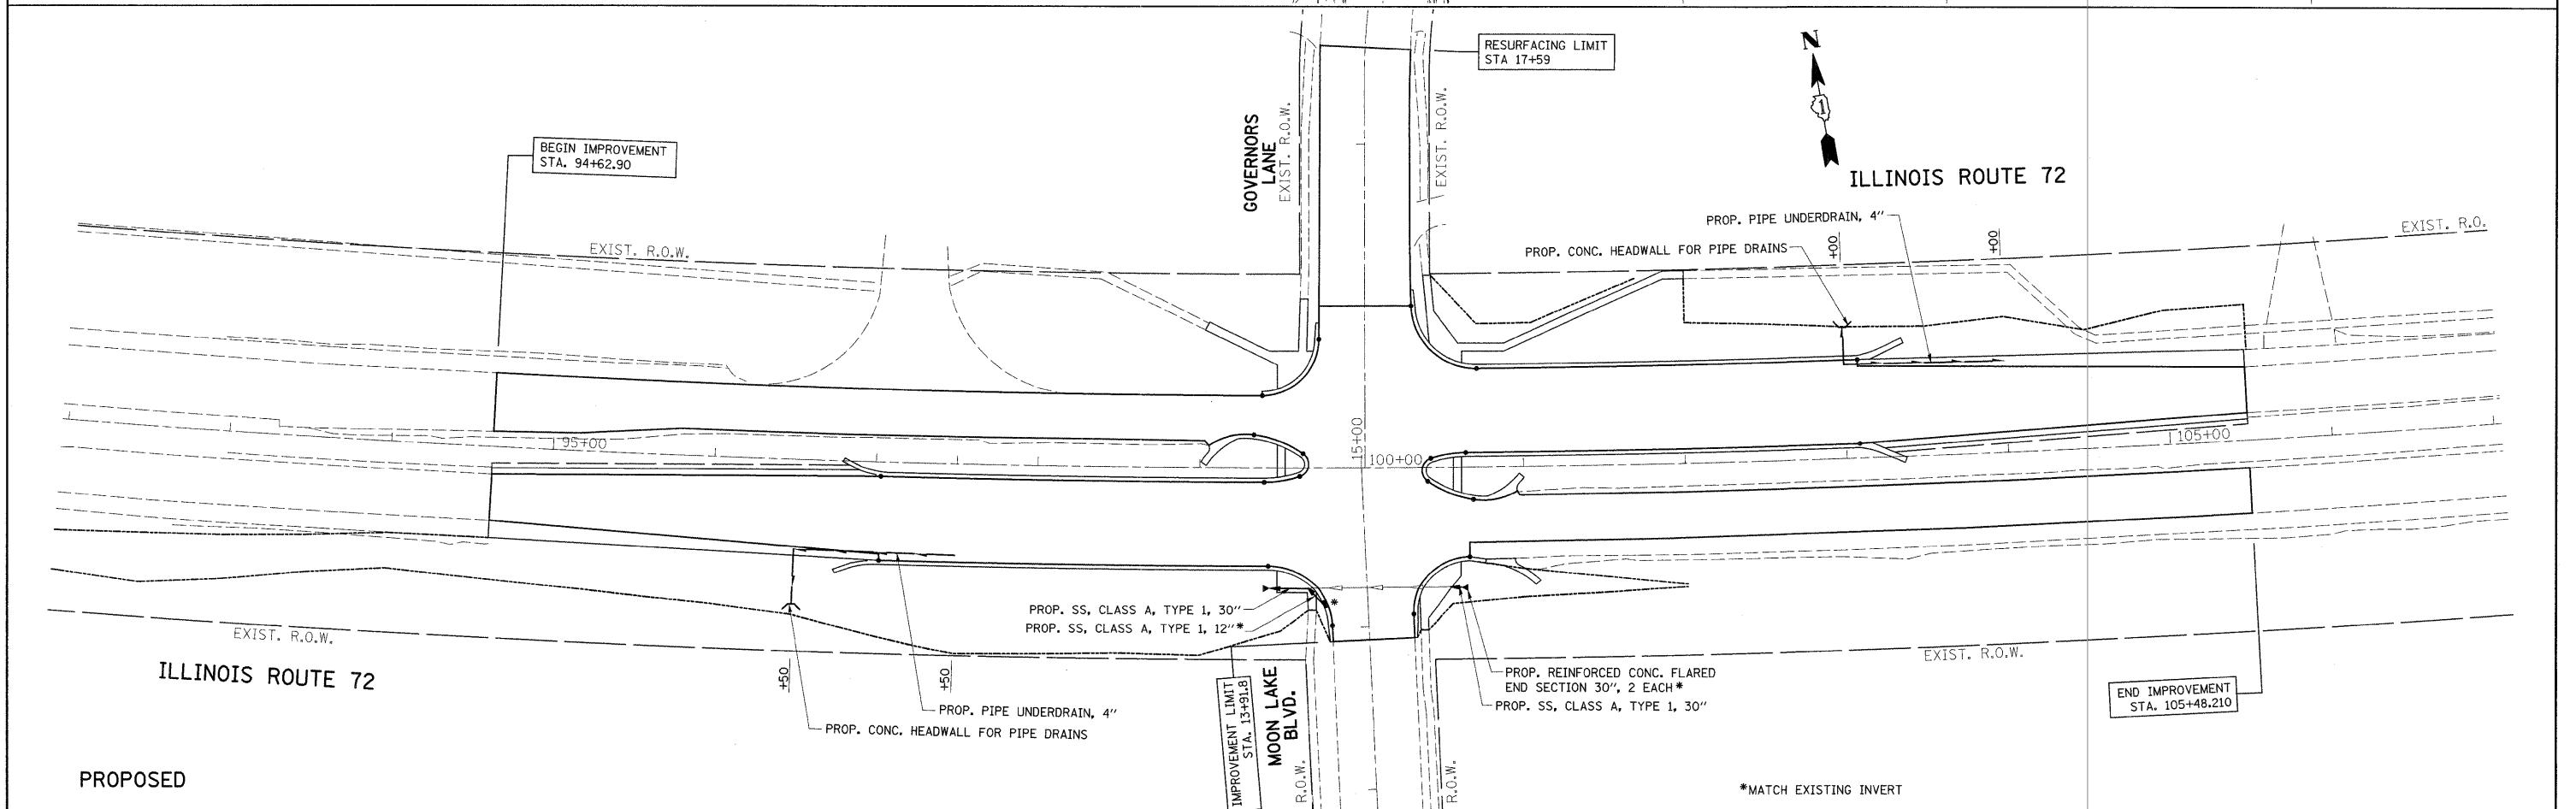 RESURFACING LIMIT
STA 17+59
N
1
GOVERNORS
LANE
EXIST. R.O.W.
EXIST. R.O.W.
BEGIN IMPROVEMENT
STA. 94+62.90
ILLINOIS ROUTE 72
PROP. PIPE UNDERDRAIN, 4"
PROP. CONC. HEADWALL FOR PIPE DRAINS
+00
+00
EXIST. R.O.
EXIST. R.O.W.
95+00
15+00
100+00
105+00
PROP. SS, CLASS A, TYPE 1, 30"
PROP. SS, CLASS A, TYPE 1, 12"*
*
EXIST. R.O.W.
ILLINOIS ROUTE 72
+50
+50
PROP. PIPE UNDERDRAIN, 4"
PROP. CONC. HEADWALL FOR PIPE DRAINS
IMPROVEMENT LIMIT
STA. 13+91.8
MOON LAKE
BLVD.
R.O.W.
R.O.W.
PROP. REINFORCED CONC. FLARED
END SECTION 30", 2 EACH*
PROP. SS, CLASS A, TYPE 1, 30"
EXIST. R.O.W.
END IMPROVEMENT
STA. 105+48.210
PROPOSED
*MATCH EXISTING INVERT